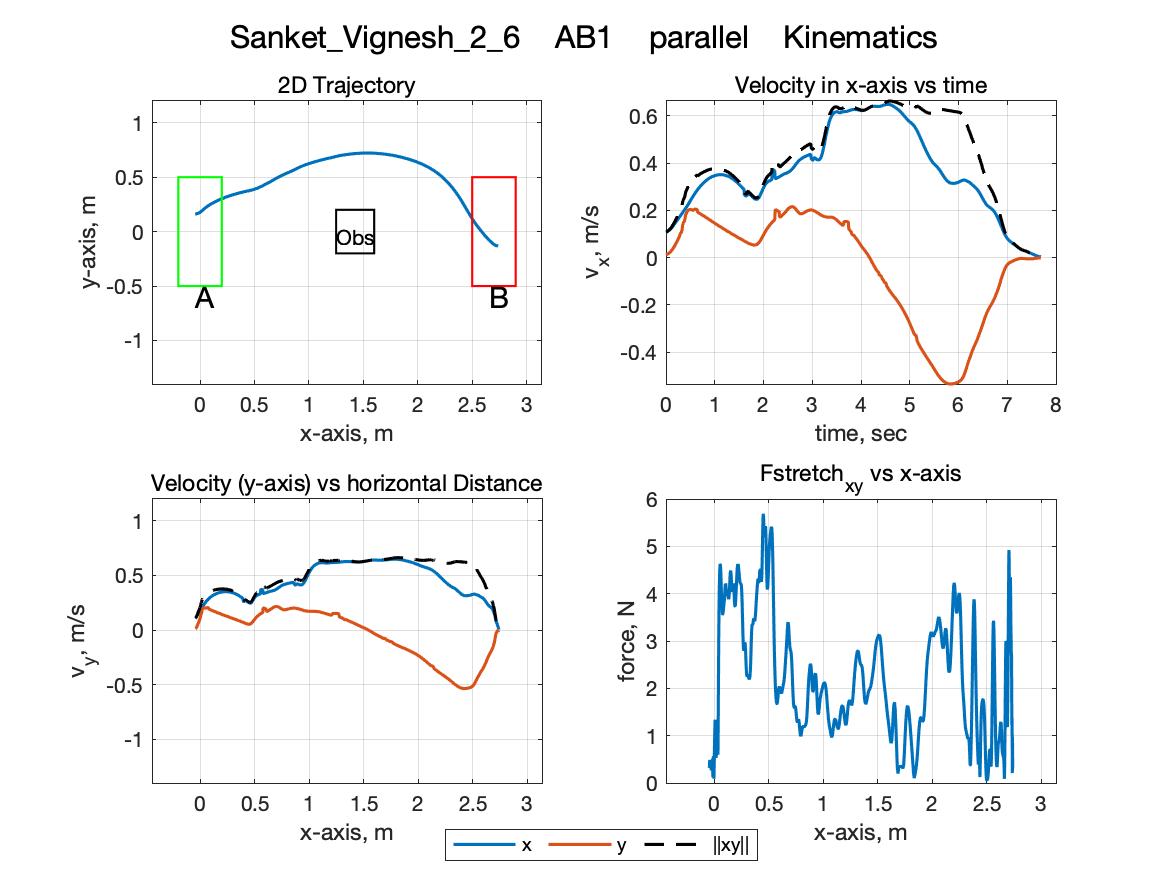 Sanket_Vignesh_2_6 AB1 parallel Kinematics
2D Trajectory
1
0.5
0
-0.5
-1
y-axis, m
Obs
A
B
0 0.5 1 1.5 2 2.5 3
x-axis, m
Velocity in x-axis vs time
0.6
0.4
0.2
0
-0.2
-0.4
v_x, m/s
0 1 2 3 4 5 6 7 8
time, sec
Velocity (y-axis) vs horizontal Distance
1
0.5
0
-0.5
-1
v_y, m/s
0 0.5 1 1.5 2 2.5 3
x-axis, m
Fstretch_xy vs x-axis
6
5
4
3
2
1
0
force, N
0 0.5 1 1.5 2 2.5 3
x-axis, m
x y ||xy||